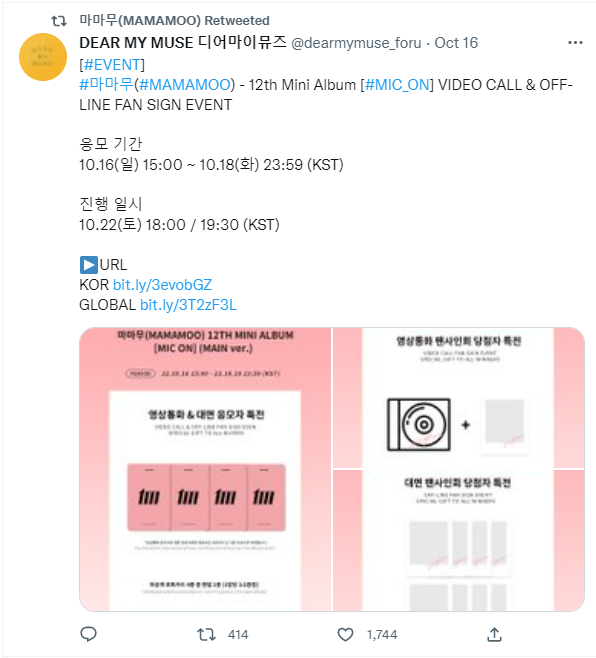 마마무(MAMAMOO) Retweeted
DEAR MY MUSE 디어마이뮤즈 @dearmymuse_foru · Oct 16
[#EVENT]
#마마무(#MAMAMOO) - 12th Mini Album [#MIC_ON] VIDEO CALL & OFF-
LINE FAN SIGN EVENT
응모 기간
10.16(일) 15:00 ~ 10.18(화) 23:59 (KST)
진행 일시
10.22(토) 18:00 / 19:30 (KST)
▶URL
KOR bit.ly/3evobGZ
GLOBAL bit.ly/3T2zF3L
마마무(MAMAMOO) 12TH MINI ALBUM
[MIC ON] (MAIN ver.)
PERIOD 22.10.16 15:00 - 22.10.18 23:59 (KST)
영상통화 & 대면 응모자 특전
VIDEO CALL & OFF-LINE FAN SIGN EVENT
SPECIAL GIFT TO ALL BUYERS
영상통화 팬사인회 당첨자 특전
VIDEO CALL FAN SIGN EVENT
SPECIAL GIFT TO ALL WINNERS
+
대면 팬사인회 당첨자 특전
OFF-LINE FAN SIGN EVENT
SPECIAL GIFT TO ALL WINNERS
414
1,744